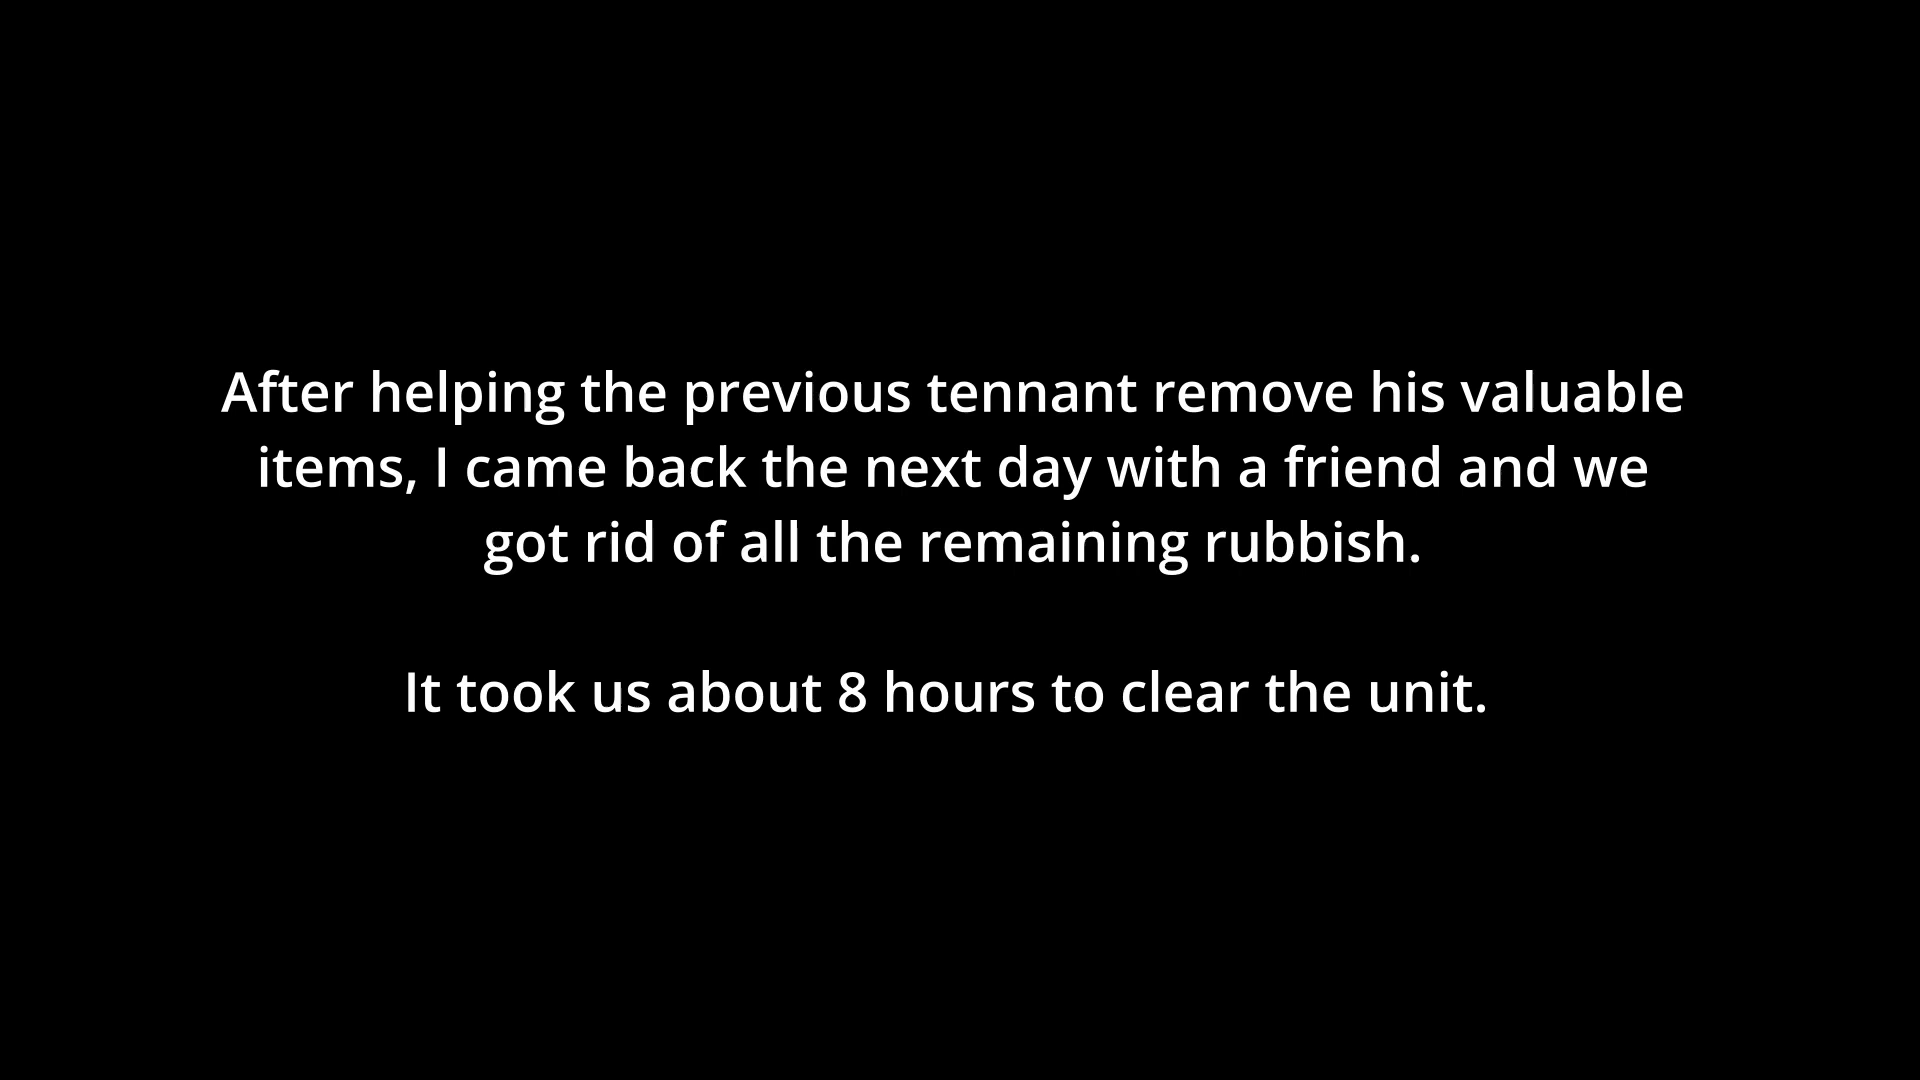 After helping the previous tennant remove his valuable
items, I came back the next day with a friend and we
got rid of all the remaining rubbish.
It took us about 8 hours to clear the unit.